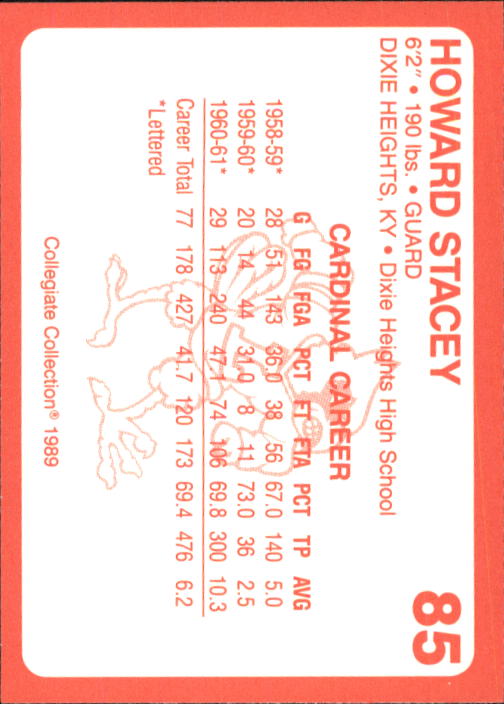 HOWARD STACEY 85
6'2" • 190 lbs. • GUARD
DIXIE HEIGHTS, KY • Dixie Heights High School
CARDINAL CAREER
G FG FGA PCT FT FTA PCT TP AVG
1958-59* 28 51 143 36.0 38 56 67.0 140 5.0
1959-60* 20 14 44 31.0 8 11 73.0 36 2.5
1960-61* 29 113 240 47.1 74 106 69.8 300 10.3
Career Total 77 178 427 41.7 120 173 69.4 476 6.2
*Lettered
Collegiate Collection® 1989